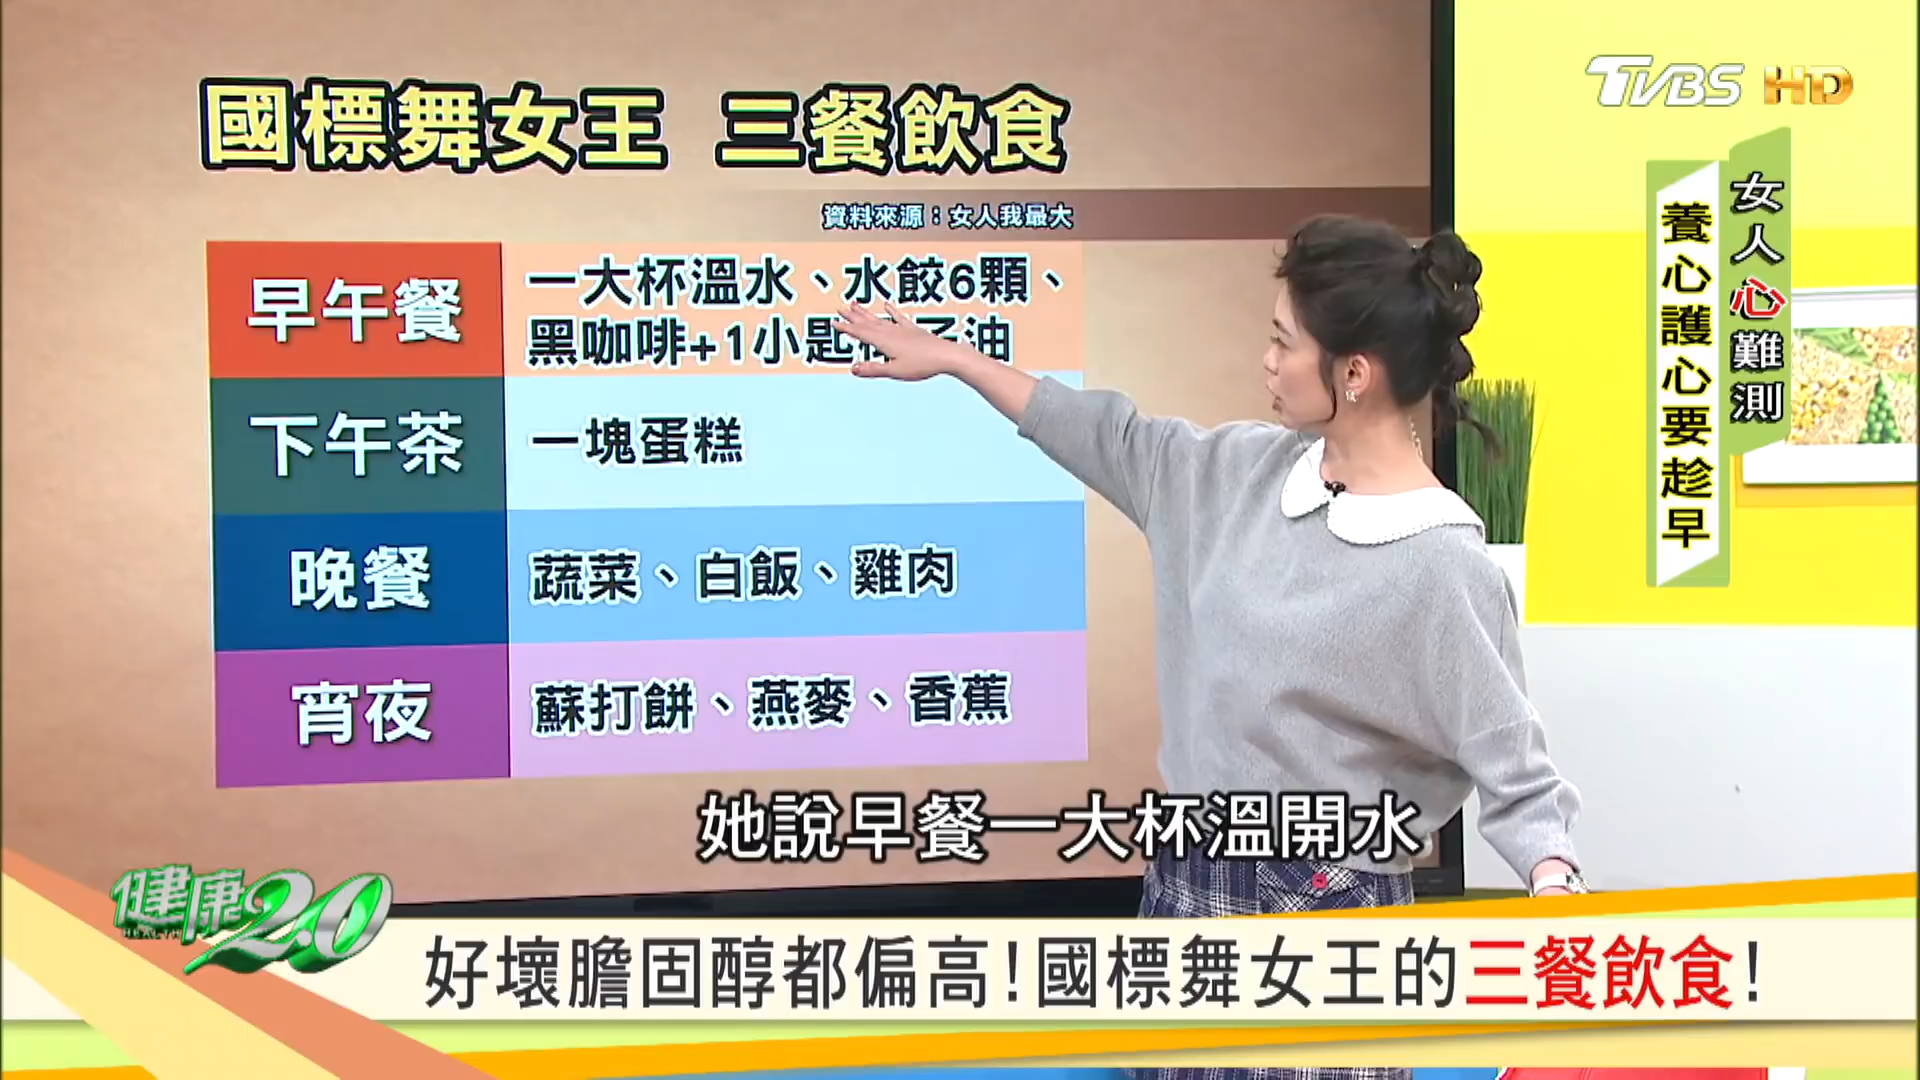 國標舞女王 三餐飲食
資料來源：女人我最大
早午餐
一大杯溫水、水餃6顆、
黑咖啡+1小匙 油
下午茶
一塊蛋糕
晚餐
蔬菜、白飯、雞肉
宵夜
蘇打餅、燕麥、香蕉
TVBS HD
女人心難測
養心護心要趁早
她說早餐一大杯溫開水
健康2.0
HEALTH
好壞膽固醇都偏高！國標舞女王的三餐飲食！